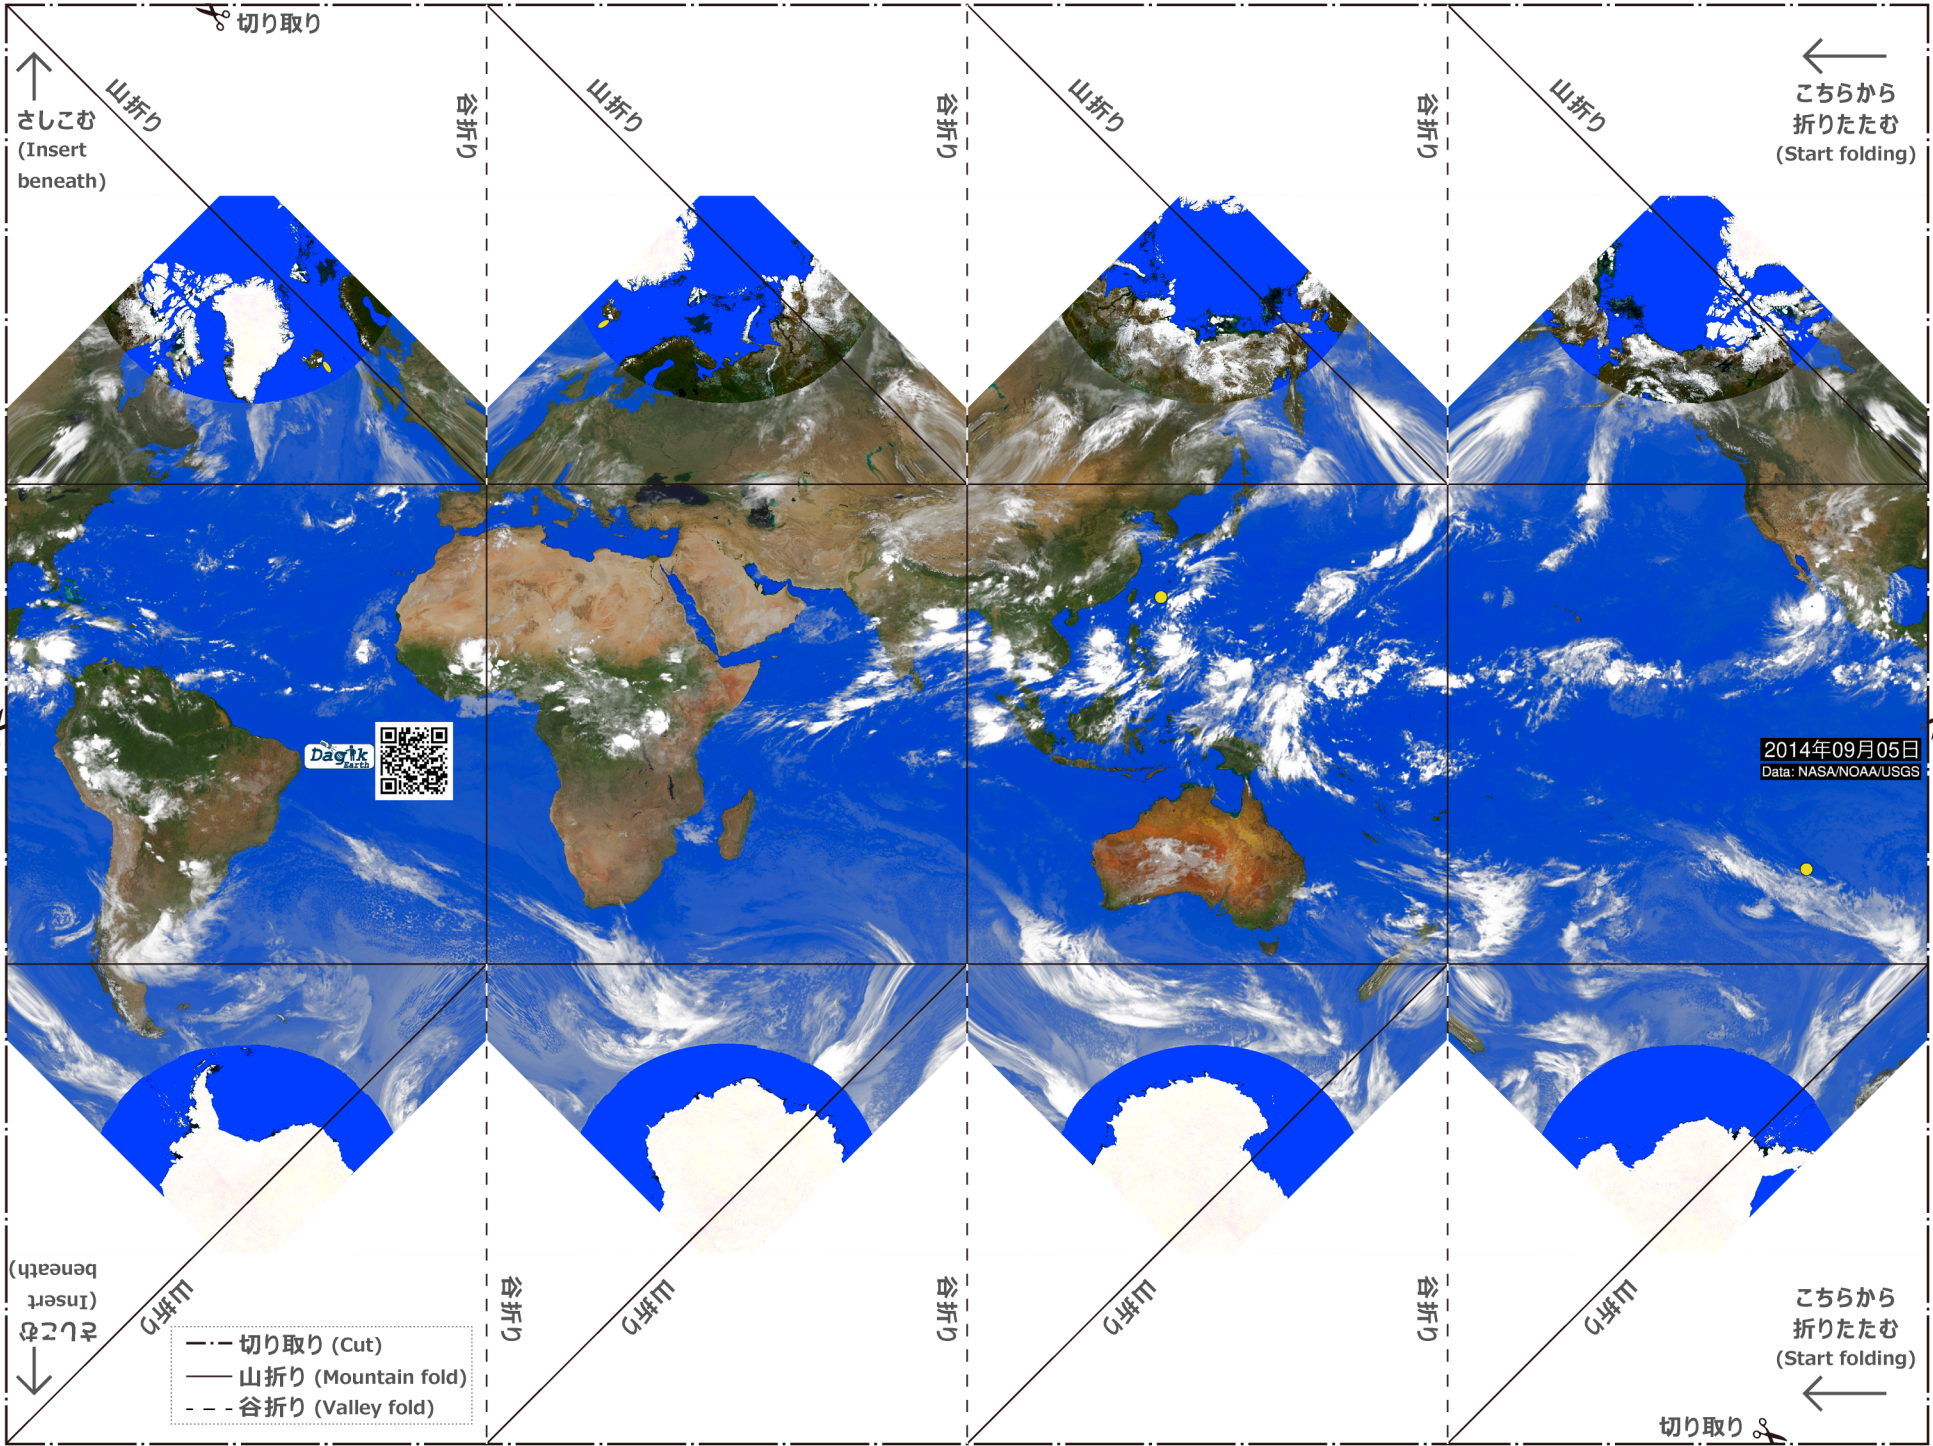 切り取り
さしこむ
(Insert
beneath)
山折り
谷折り
山折り
谷折り
山折り
谷折り
山折り
こちらから
折りたたむ
(Start folding)
Dagik
Earth
2014年09月05日
Data: NASA/NOAA/USGS
さしこむ
(Insert
beneath)
山折り
谷折り
山折り
谷折り
山折り
谷折り
山折り
こちらから
折りたたむ
(Start folding)
切り取り (Cut)
山折り (Mountain fold)
谷折り (Valley fold)
切り取り